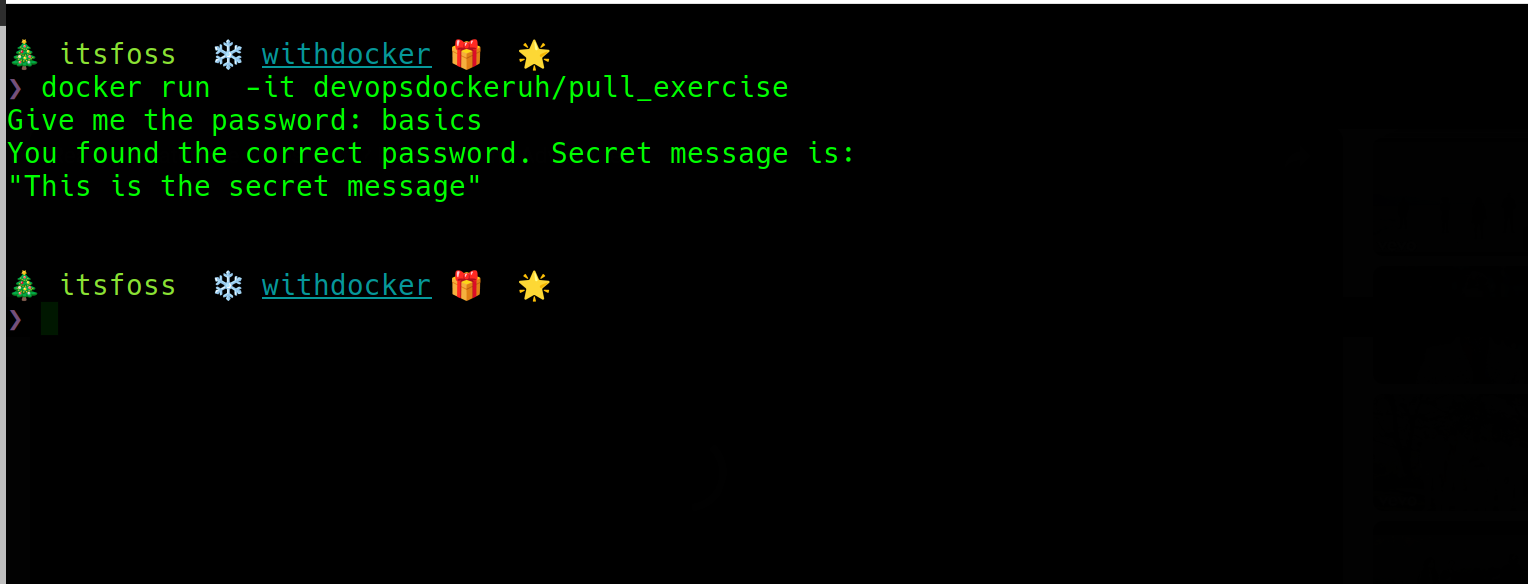 🎄 itsfoss ❄️ withdocker 🎁 🌟
❯ docker run  -it devopsdockeruh/pull_exercise
Give me the password: basics
You found the correct password. Secret message is:
"This is the secret message"
🎄 itsfoss ❄️ withdocker 🎁 🌟
❯